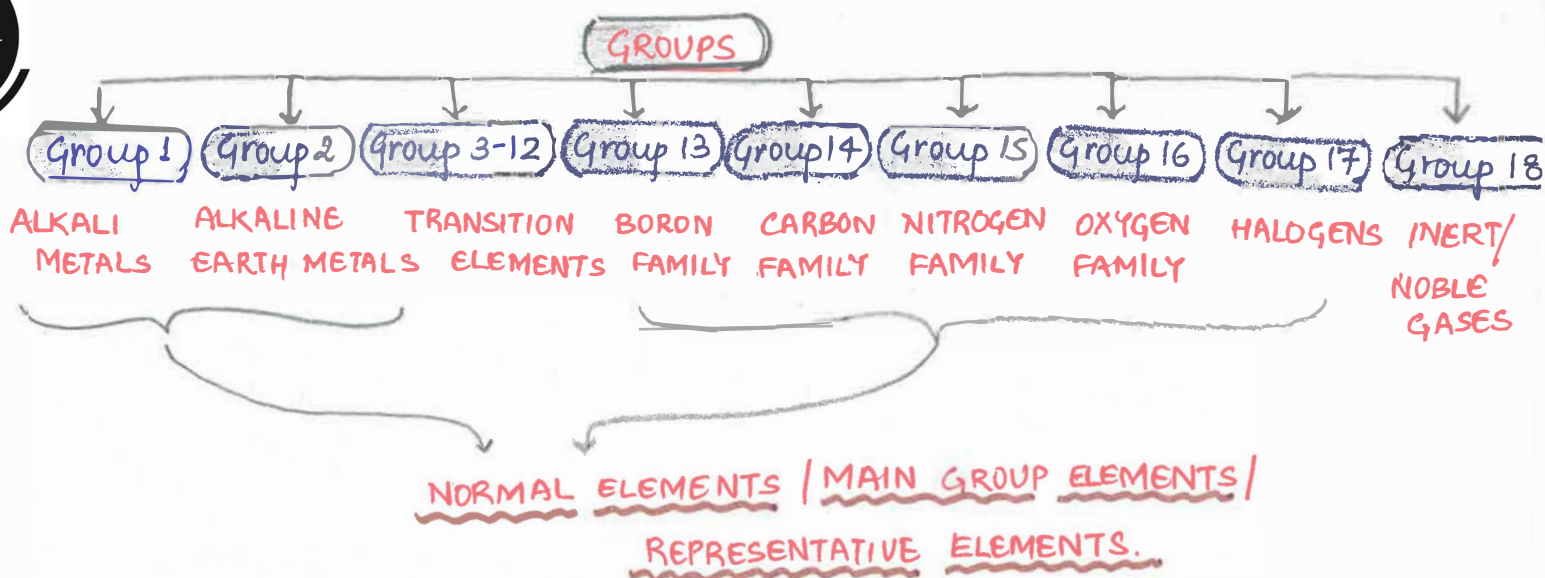 GROUPS
Group 1 Group 2 Group 3-12 Group 13 Group 14 Group 15 Group 16 Group 17 Group 18
ALKALI METALS
ALKALINE EARTH METALS
TRANSITION ELEMENTS
BORON FAMILY
CARBON FAMILY
NITROGEN FAMILY
OXYGEN FAMILY
HALOGENS
INERT/
NOBLE
GASES
NORMAL ELEMENTS / MAIN GROUP ELEMENTS/
REPRESENTATIVE ELEMENTS.